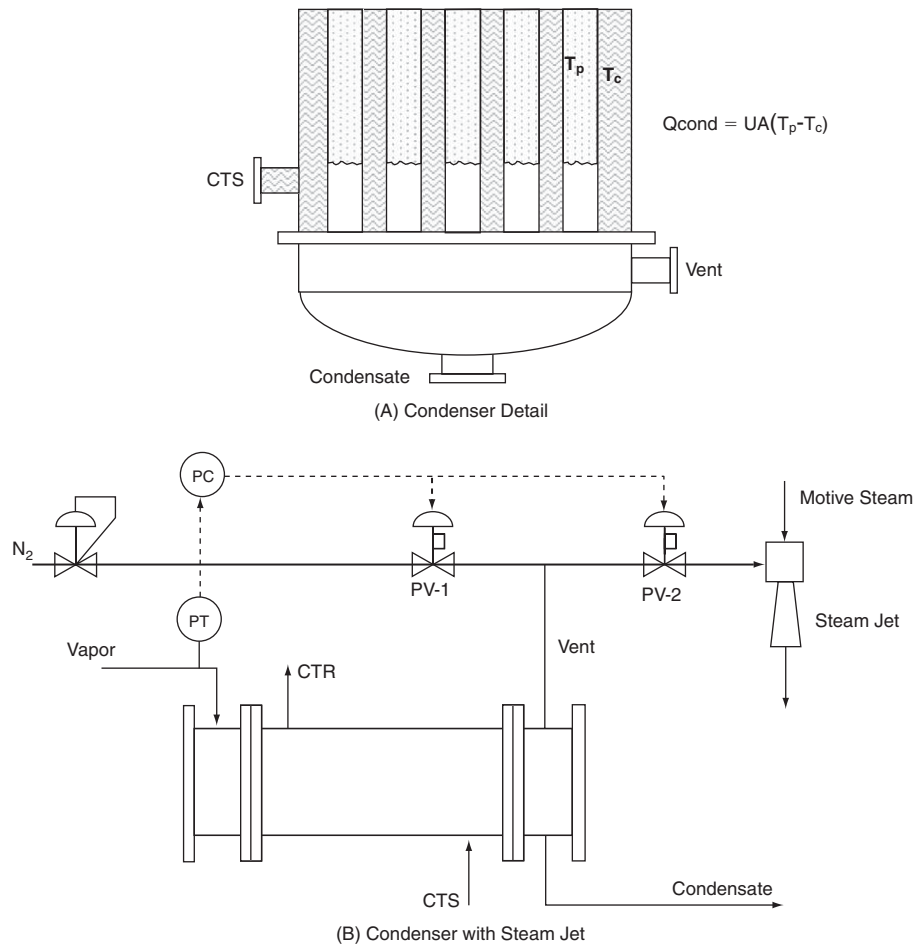 Tp
Tc
Qcond = UA(Tp-Tc)
CTS
Vent
Condensate
(A) Condenser Detail
PC
Motive Steam
N2
PV-1
PV-2
PT
Steam Jet
Vapor
Vent
CTR
CTS
Condensate
(B) Condenser with Steam Jet